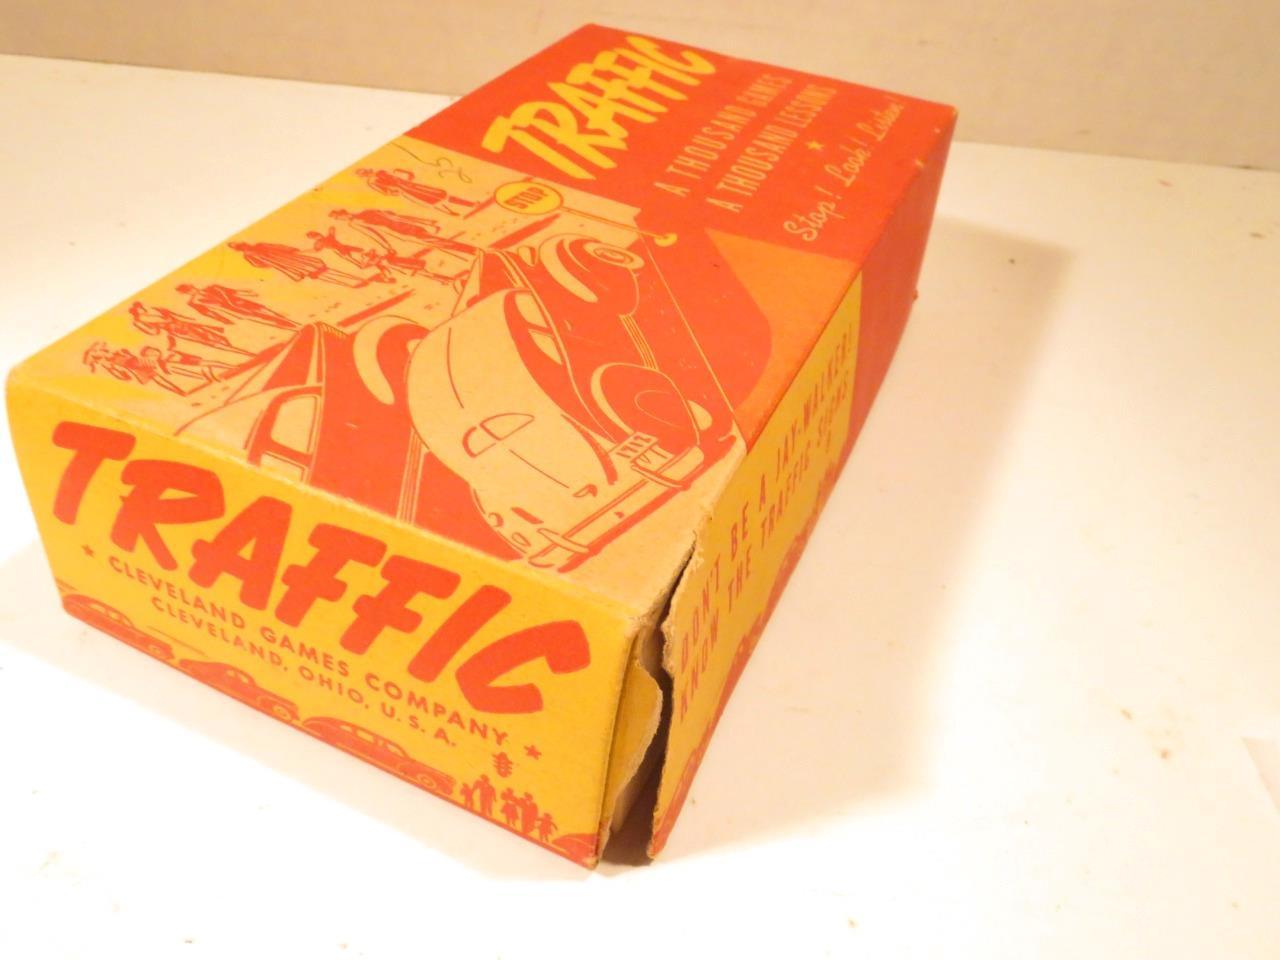 TRAFFIC
A THOUSAND GAMES
A THOUSAND LESSONS
Stop! Look! Listen!
STOP
1717
TRAFFIC
CLEVELAND GAMES COMPANY
CLEVELAND, OHIO, U.S.A.
DON'T BE A JAY-WALKER!
KNOW THE TRAFFIC SIGNS